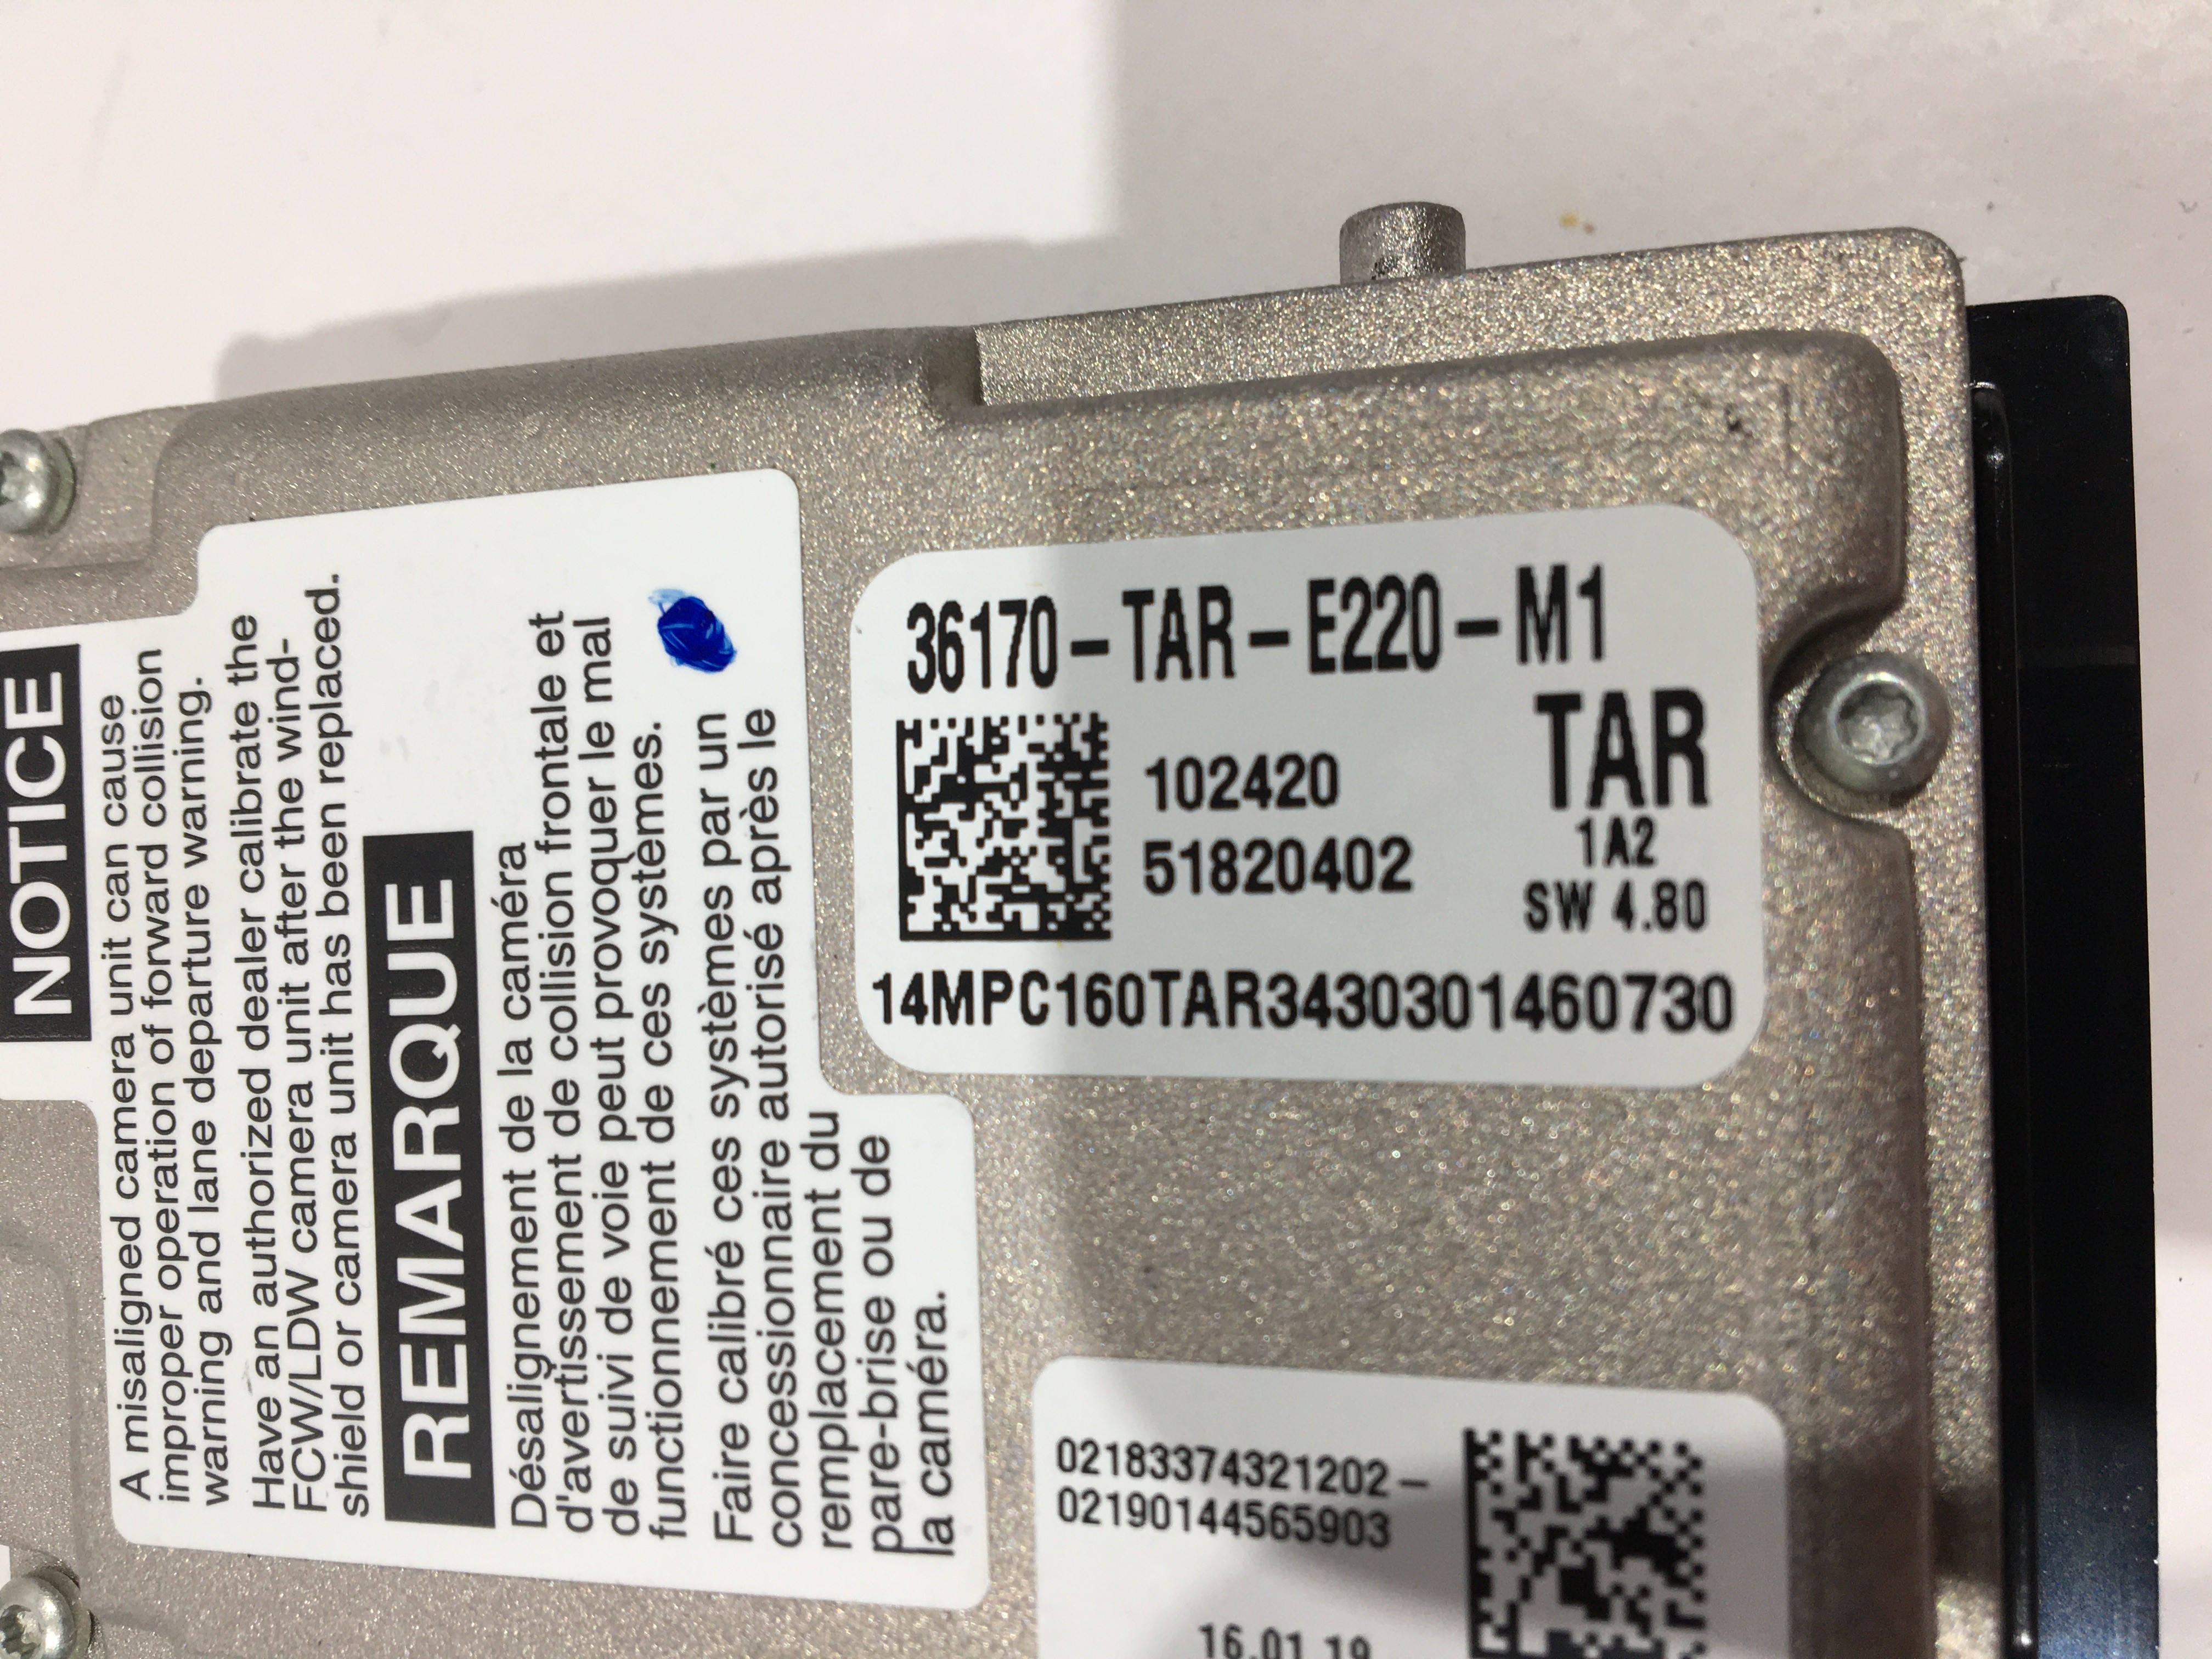 NOTICE
A misaligned camera unit can cause
improper operation of forward collision
warning and lane departure warning.
Have an authorized dealer calibrate the
FCW/LDW camera unit after the wind-
shield or camera unit has been replaced.
REMARQUE
Désalignement de la caméra
d'avertissement de collision frontale et
de suivi de voie peut provoquer le mal
functionnement de ces systèmes.
Faire calibré ces systèmes par un
concessionnaire autorisé après le
remplacement du
pare-brise ou de
la caméra.
36170-TAR-E220-M1
102420
51820402
TAR
1A2
SW 4.80
14MPC160TAR3430301460730
02183374321202-
02190144565903
16.01.19